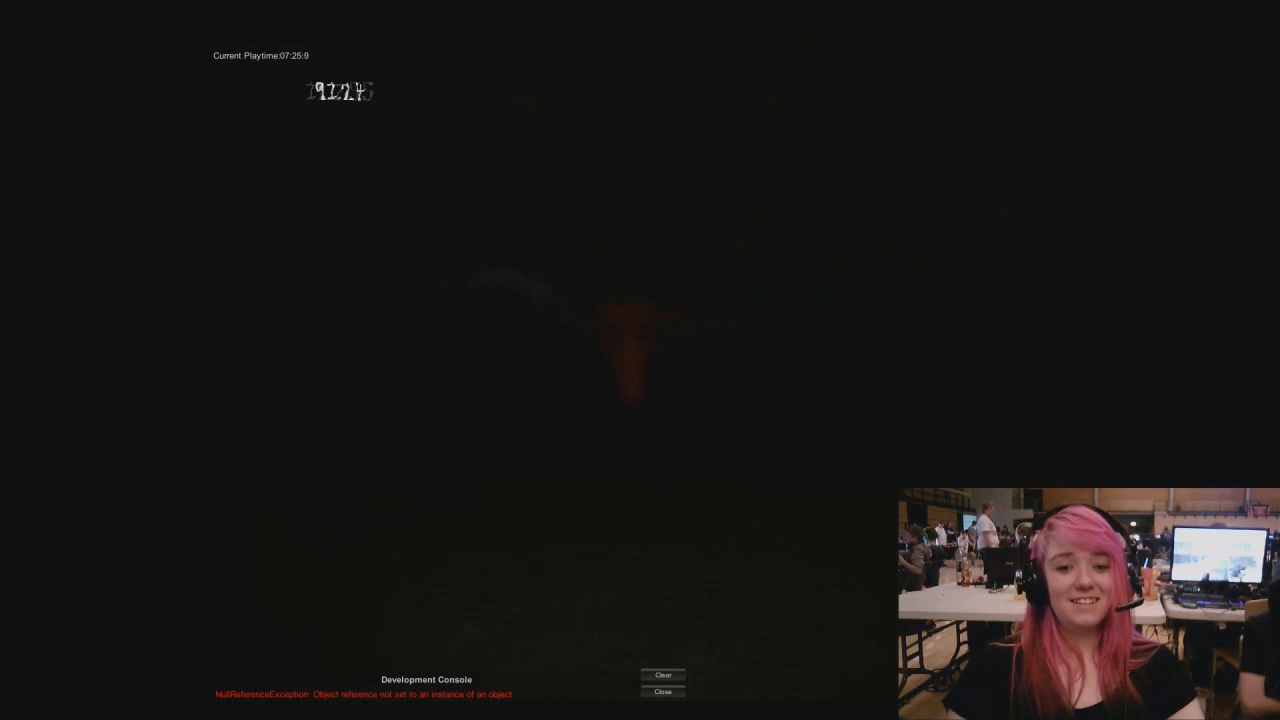 Current Playtime:07:25:9
Development Console
Clear
NullReferenceException: Object reference not set to an instance of an object
Close